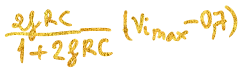 2fRC / (1 + 2fRC) (Vimax - 0,7)